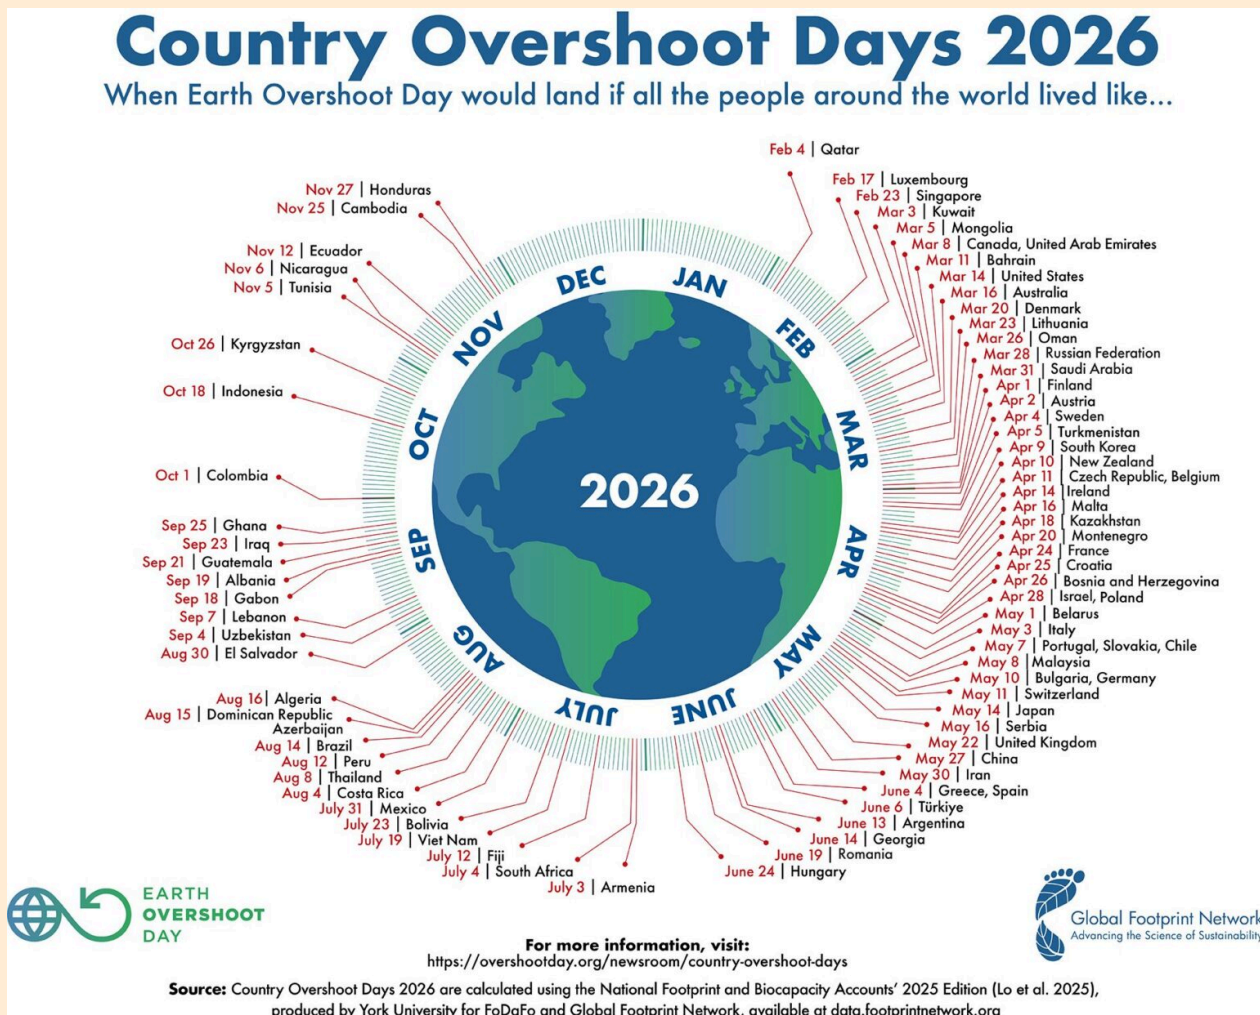 Country Overshoot Days 2026
When Earth Overshoot Day would land if all the people around the world lived like...
Feb 4 | Qatar
Feb 17 | Luxembourg
Feb 23 | Singapore
Mar 3 | Kuwait
Mar 5 | Mongolia
Mar 8 | Canada, United Arab Emirates
Mar 11 | Bahrain
Mar 14 | United States
Mar 16 | Australia
Mar 20 | Denmark
Mar 23 | Lithuania
Mar 26 | Oman
Mar 28 | Russian Federation
Mar 31 | Saudi Arabia
Apr 1 | Finland
Apr 2 | Austria
Apr 4 | Sweden
Apr 5 | Turkmenistan
Apr 9 | South Korea
Apr 10 | New Zealand
Apr 11 | Czech Republic, Belgium
Apr 14 | Ireland
Apr 16 | Malta
Apr 18 | Kazakhstan
Apr 20 | Montenegro
Apr 24 | France
Apr 25 | Croatia
Apr 26 | Bosnia and Herzegovina
Apr 28 | Israel, Poland
May 1 | Belarus
May 3 | Italy
May 7 | Portugal, Slovakia, Chile
May 8 | Malaysia
May 10 | Bulgaria, Germany
May 11 | Switzerland
May 14 | Japan
May 16 | Serbia
May 22 | United Kingdom
May 27 | China
May 30 | Iran
June 4 | Greece, Spain
June 6 | Türkiye
June 13 | Argentina
June 14 | Georgia
June 19 | Romania
June 24 | Hungary
July 3 | Armenia
July 4 | South Africa
July 12 | Fiji
July 19 | Viet Nam
July 23 | Bolivia
July 31 | Mexico
Aug 4 | Costa Rica
Aug 8 | Thailand
Aug 12 | Peru
Aug 14 | Brazil
Aug 15 | Dominican Republic
Azerbaijan
Aug 16 | Algeria
Aug 30 | El Salvador
Sep 4 | Uzbekistan
Sep 7 | Lebanon
Sep 18 | Gabon
Sep 19 | Albania
Sep 21 | Guatemala
Sep 23 | Iraq
Sep 25 | Ghana
Oct 1 | Colombia
Oct 18 | Indonesia
Oct 26 | Kyrgyzstan
Nov 5 | Tunisia
Nov 6 | Nicaragua
Nov 12 | Ecuador
Nov 25 | Cambodia
Nov 27 | Honduras
JAN
FEB
MAR
APR
MAY
JUNE
JULY
AUG
SEP
OCT
NOV
DEC
2026
EARTH
OVERSHOOT
DAY
Global Footprint Network
Advancing the Science of Sustainability
For more information, visit:
https://overshootday.org/newsroom/country-overshoot-days
Source: Country Overshoot Days 2026 are calculated using the National Footprint and Biocapacity Accounts' 2025 Edition (Lo et al. 2025),
produced by York University for FoDaFo and Global Footprint Network, available at data.footprintnetwork.org